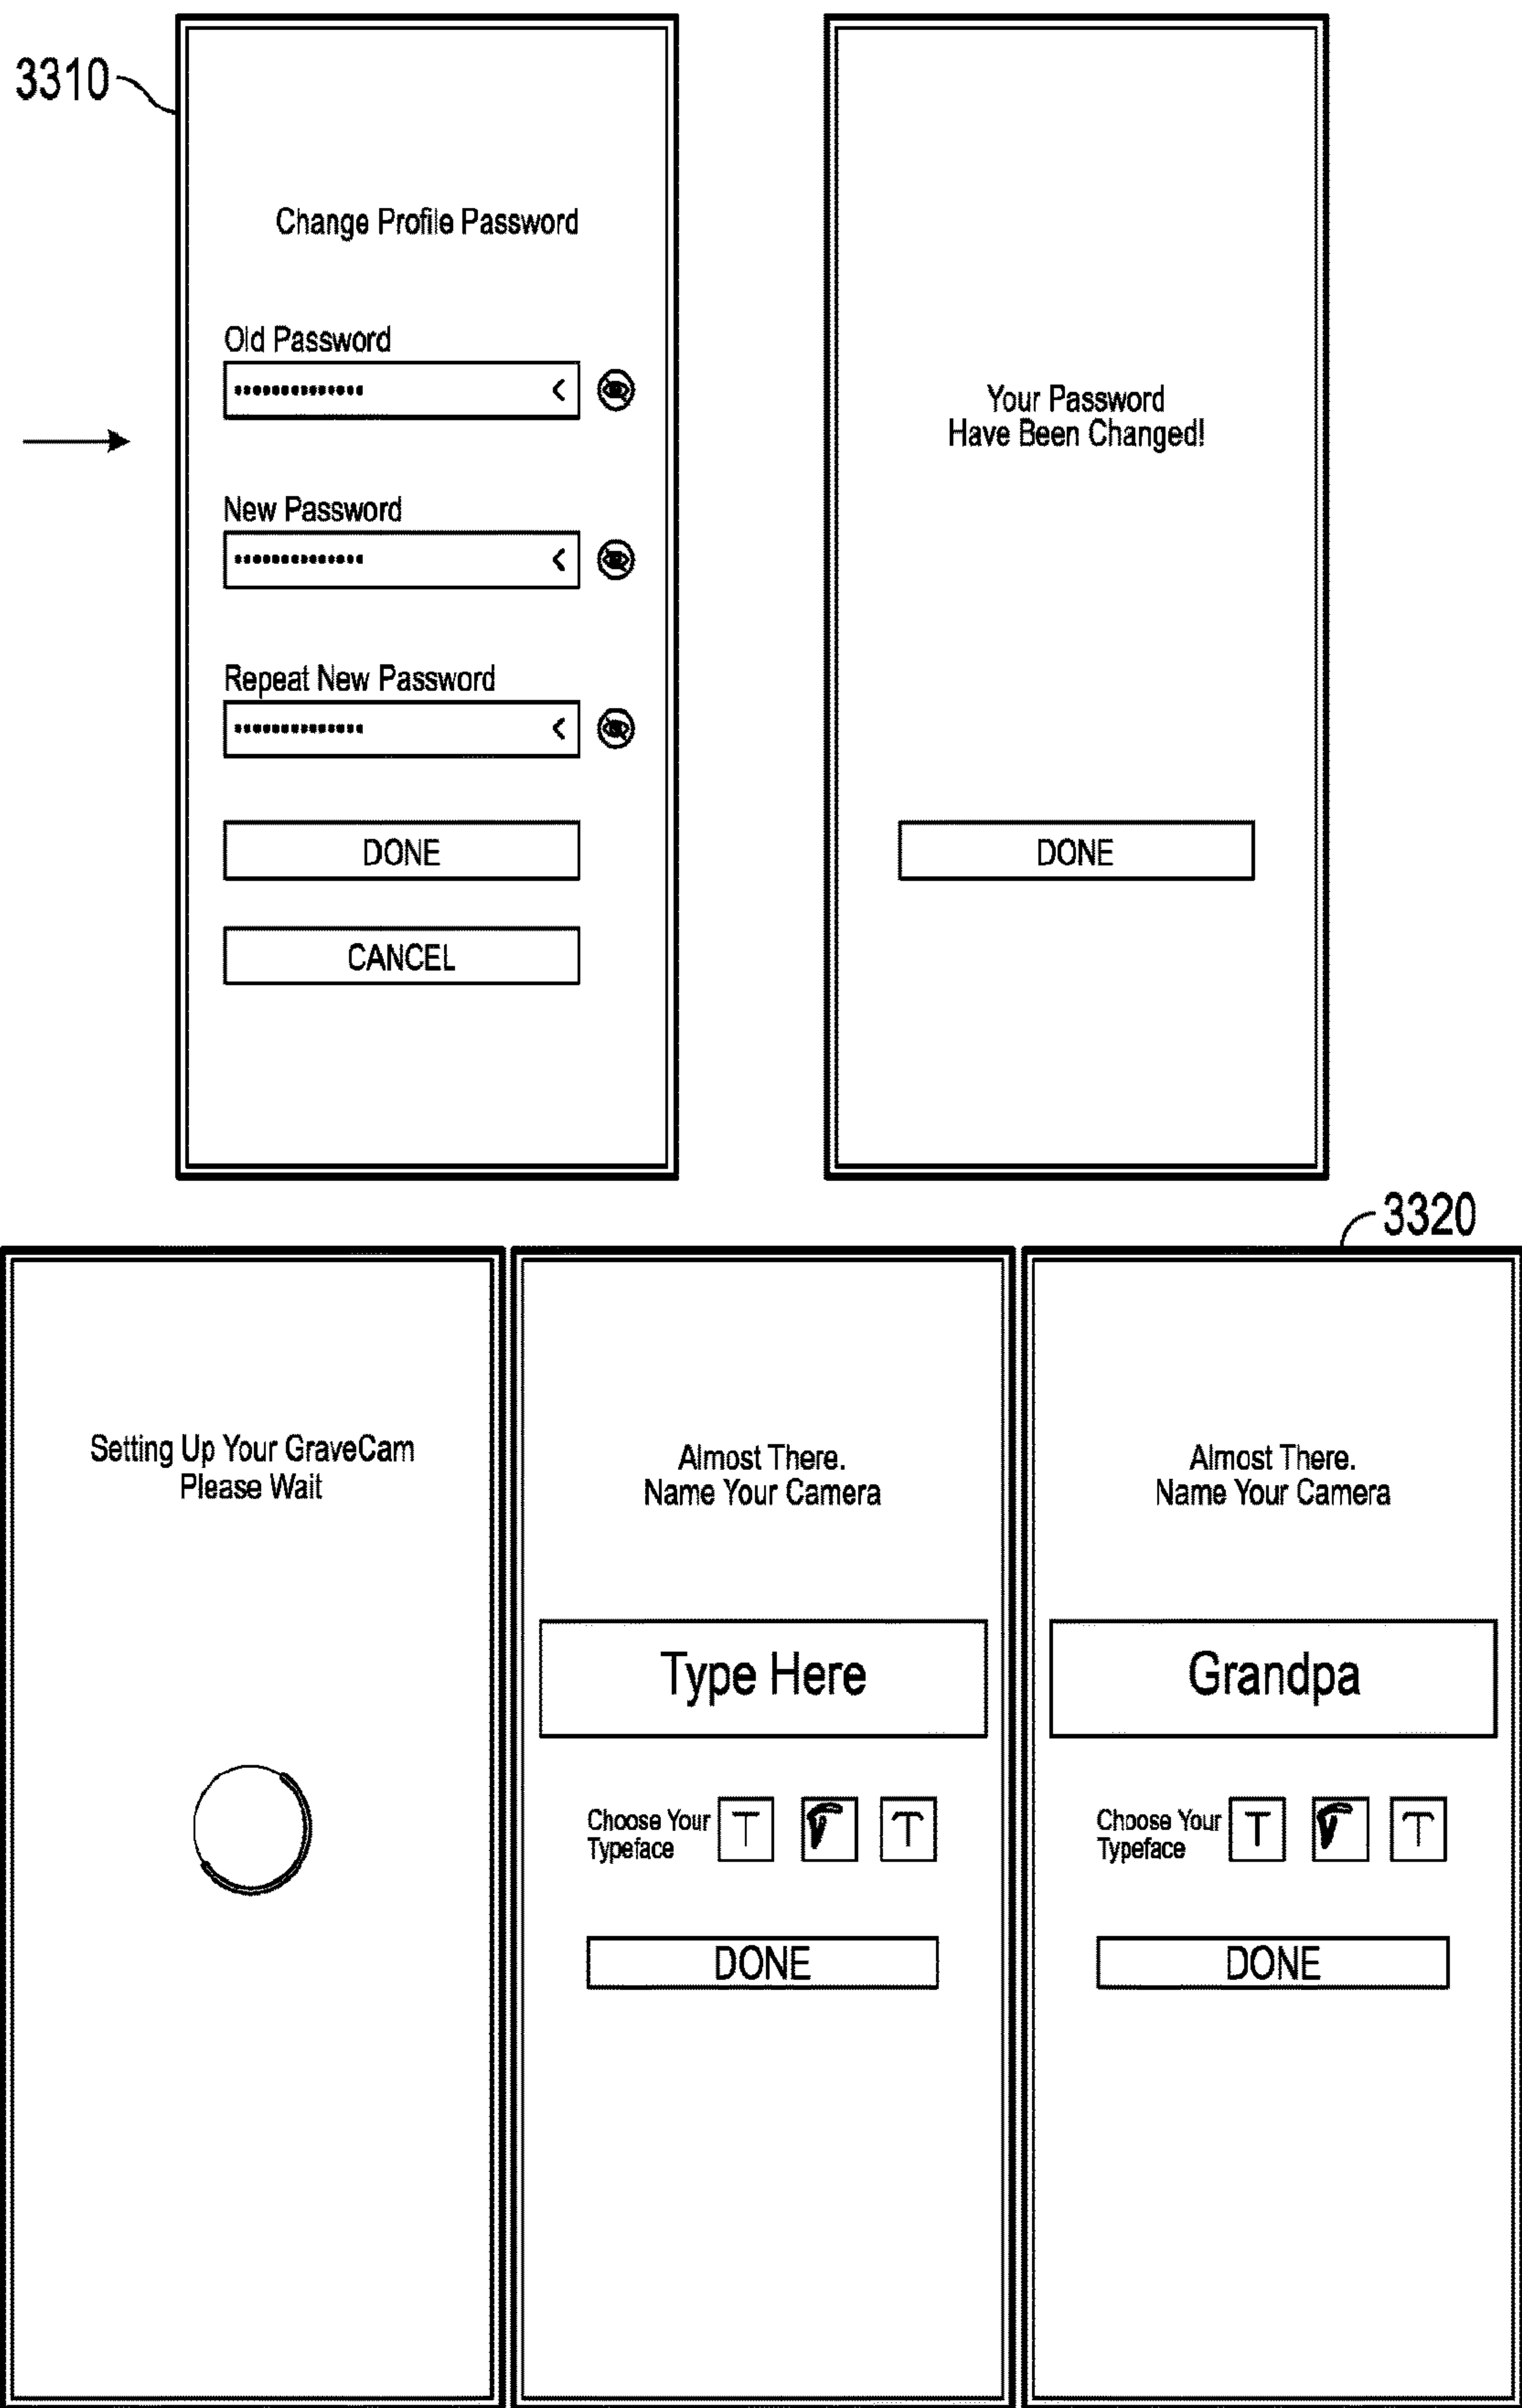 3310
Change Profile Password
Old Password
New Password
Repeat New Password
DONE
CANCEL
Your Password
Have Been Changed!
DONE
3320
Setting Up Your GraveCam
Please Wait
Almost There.
Name Your Camera
Type Here
Choose Your
Typeface
T T T
DONE
Almost There.
Name Your Camera
Grandpa
Choose Your
Typeface
T T T
DONE